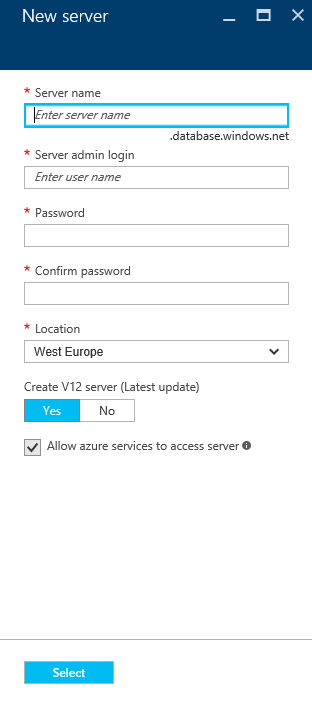 New server
* Server name
Enter server name
.database.windows.net
* Server admin login
Enter user name
* Password
* Confirm password
* Location
West Europe
Create V12 server (Latest update)
Yes No
Allow azure services to access server
Select